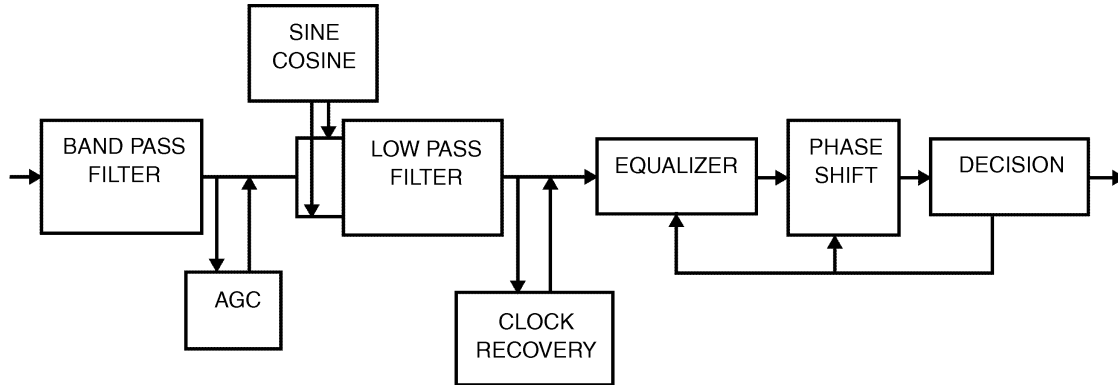 SINE
COSINE
BAND PASS
FILTER
LOW PASS
FILTER
EQUALIZER
PHASE
SHIFT
DECISION
AGC
CLOCK
RECOVERY